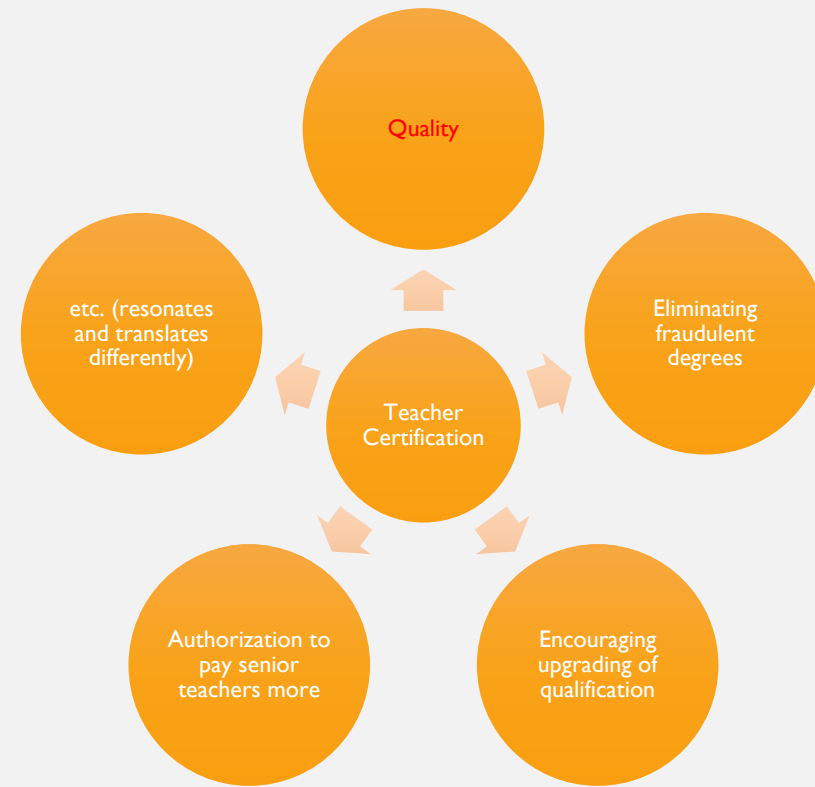 Quality
etc. (resonates
and translates
differently)
Eliminating
fraudulent
degrees
Teacher
Certification
Authorization to
pay senior
teachers more
Encouraging
upgrading of
qualification